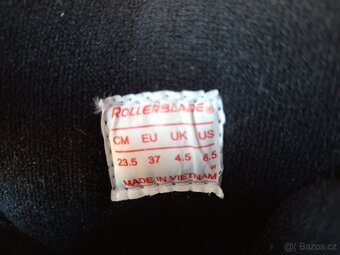 ROLLERBLADE®
CM EU UK US
23.5 37 4.5 6.5
W
MADE IN VIETNAM
© Bazos.cz